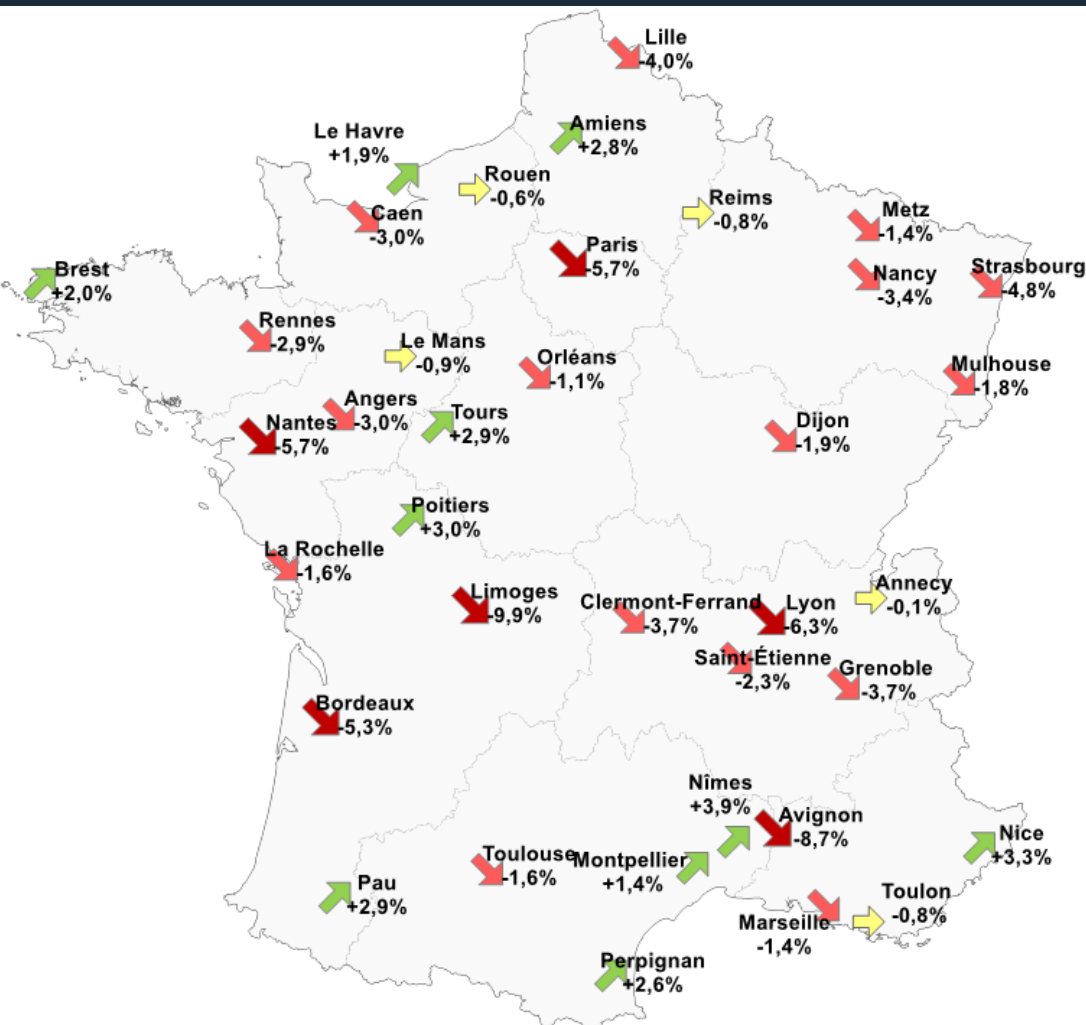 Lille
-4,0%
Amiens
+2,8%
Le Havre
+1,9%
Rouen
-0,6%
Reims
-0,8%
Caen
-3,0%
Metz
-1,4%
Paris
-5,7%
Brest
+2,0%
Nancy
-3,4%
Strasbourg
-4,8%
Rennes
-2,9%
Le Mans
-0,9%
Orléans
-1,1%
Mulhouse
-1,8%
Angers
-3,0%
Nantes
-5,7%
Tours
+2,9%
Dijon
-1,9%
Poitiers
+3,0%
La Rochelle
-1,6%
Limoges
-9,9%
Clermont-Ferrand
-3,7%
Lyon
-6,3%
Annecy
-0,1%
Saint-Étienne
-2,3%
Grenoble
-3,7%
Bordeaux
-5,3%
Nîmes
+3,9%
Avignon
-8,7%
Nice
+3,3%
Toulouse
-1,6%
Montpellier
+1,4%
Pau
+2,9%
Toulon
-0,8%
Marseille
-1,4%
Perpignan
+2,6%